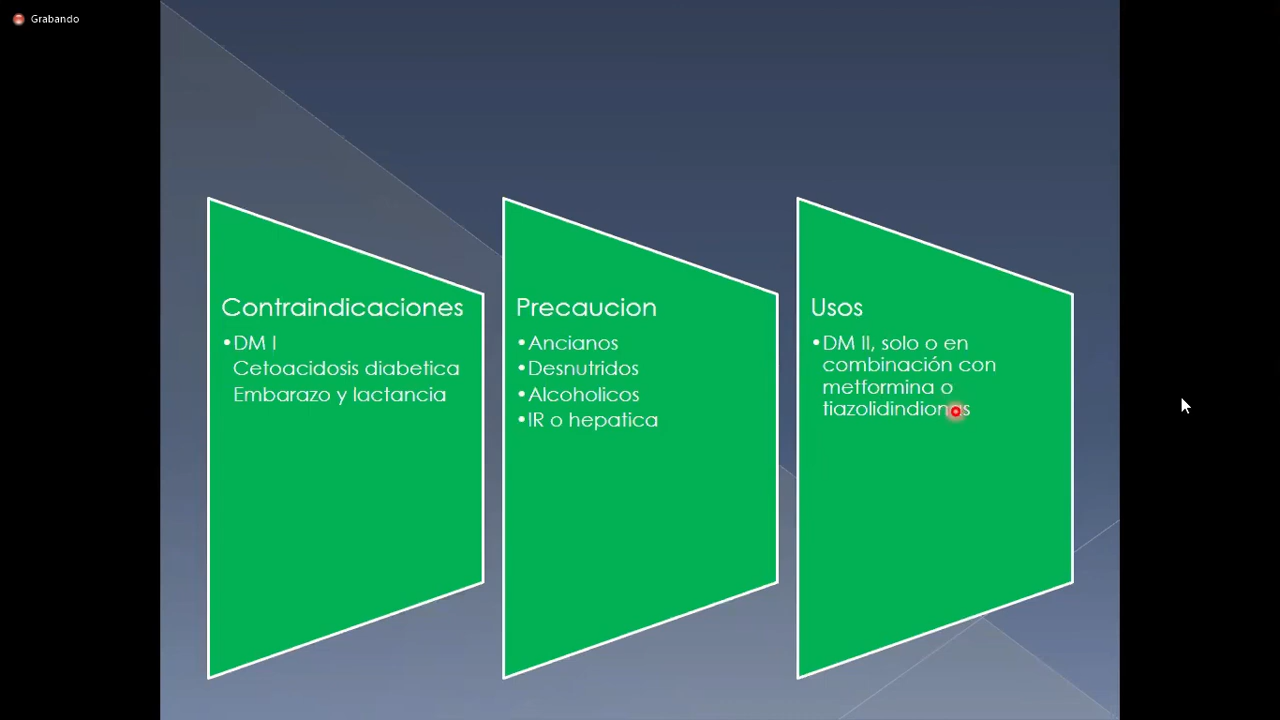 Grabando
Contraindicaciones
•DM I
Cetoacidosis diabetica
Embarazo y lactancia
Precaucion
•Ancianos
•Desnutridos
•Alcoholicos
•IR o hepatica
Usos
•DM II, solo o en
combinación con
metformina o
tiazolidindionas